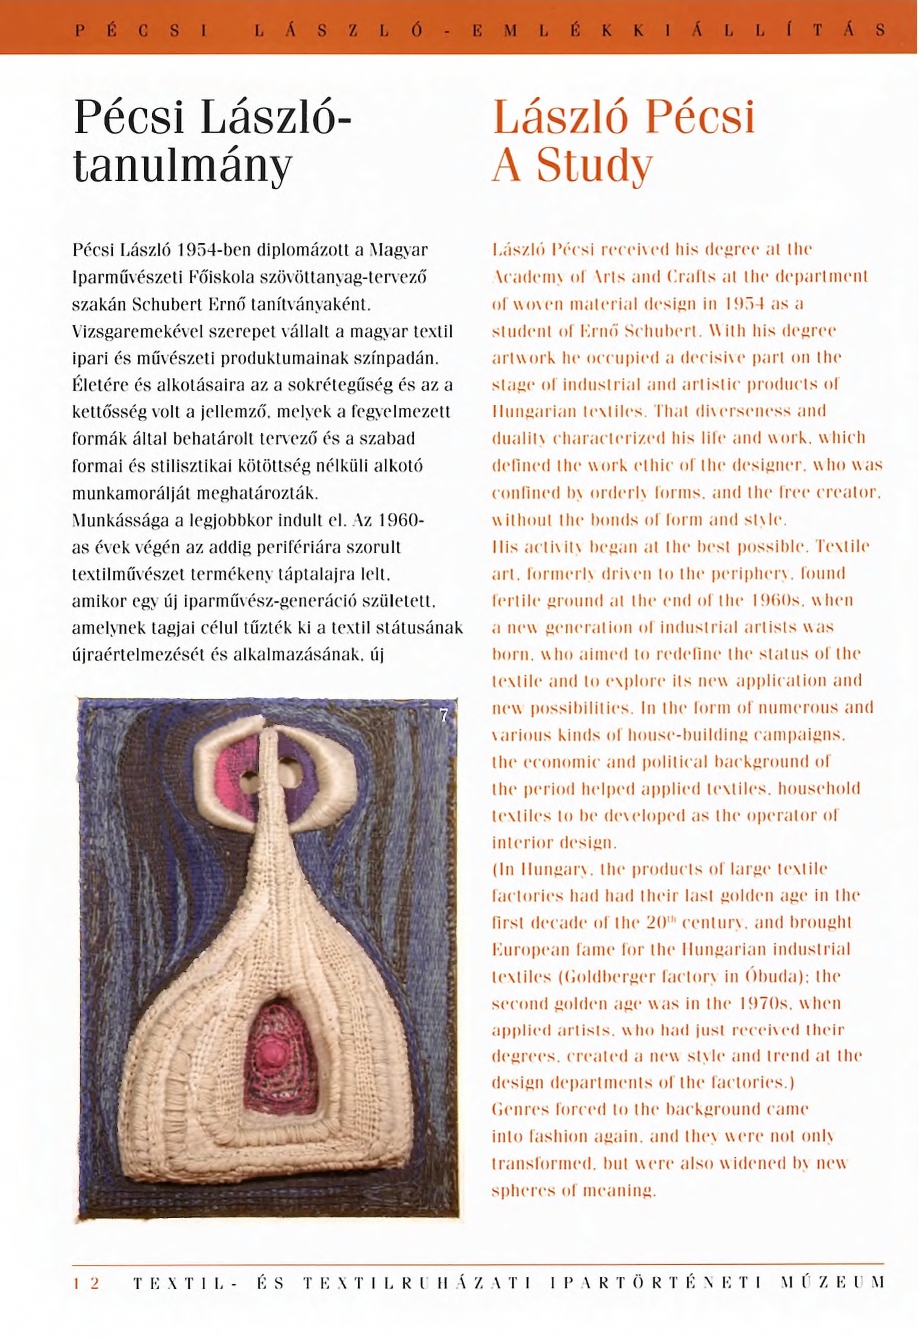 PÉCSI LÁSZLÓ-EMLÉKKIÁLLÍTÁS
Pécsi László-
tanulmány
Pécsi László 1954-ben diplomázott a Magyar
Iparművészeti Főiskola szövöttanyag-tervező
szakán Schubert Ernő tanítványaként.
Vizsgaremekével szerepet vállalt a magyar textil
ipari és művészeti produktumainak színpadán.
Életére és alkotásaira az a sokrétegűség és az a
kettősség volt a jellemző, melyek a fegyelmezett
formák által behatárolt tervező és a szabad
formai és stilisztikai kötöttség nélküli alkotó
munkamorálját meghatározták.
Munkássága a legjobbkor indult el. Az 1960-
as évek végén az addig perifériára szorult
textilművészet termékeny táptalajra lelt,
amikor egy új iparművész-generáció született,
amelynek tagjai célul tűzték ki a textil státusának
újraértelmezését és alkalmazásának, új
7
László Pécsi
A Study
László Pécsi received his degree at the
Academy of Arts and Crafts at the department
of woven material design in 1954 as a
student of Ernő Schubert. With his degree
artwork he occupied a decisive part on the
stage of industrial and artistic products of
Hungarian textiles. That diverseness and
duality characterized his life and work, which
defined the work ethic of the designer, who was
confined by orderly forms, and the free creator,
without the bonds of form and style.
His activity began at the best possible. Textile
art, formerly driven to the periphery, found
fertile ground at the end of the 1960s, when
a new generation of industrial artists was
born, who aimed to redefine the status of the
textile and to explore its new application and
new possibilities. In the form of numerous and
various kinds of house-building campaigns,
the economic and political background of
the period helped applied textiles, household
textiles to be developed as the operator of
interior design.
(In Hungary, the products of large textile
factories had had their last golden age in the
first decade of the 20th century, and brought
European fame for the Hungarian industrial
textiles (Goldberger factory in Óbuda); the
second golden age was in the 1970s, when
applied artists, who had just received their
degrees, created a new style and trend at the
design departments of the factories.)
Genres forced to the background came
into fashion again, and they were not only
transformed, but were also widened by new
spheres of meaning.
12 TEXTIL- ÉS TEXTILRUHÁZATI IPARTÖRTÉNETI MÚZEUM